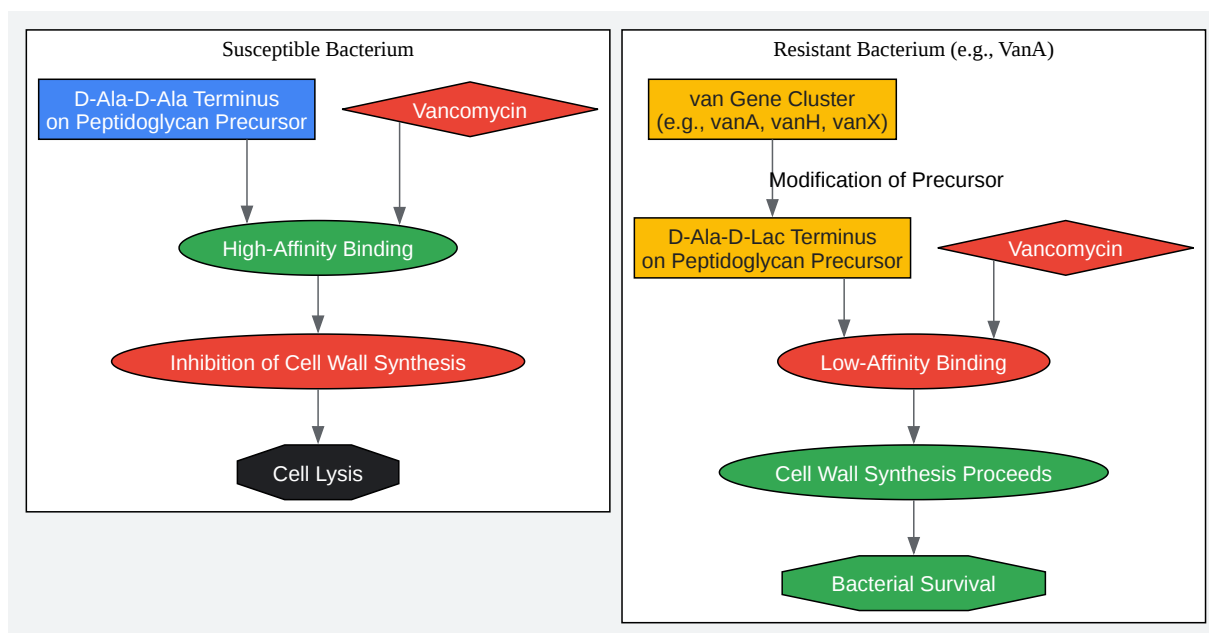 Susceptible Bacterium
D-Ala-D-Ala Terminus
on Peptidoglycan Precursor
Vancomycin
High-Affinity Binding
Inhibition of Cell Wall Synthesis
Cell Lysis
Resistant Bacterium (e.g., VanA)
van Gene Cluster
(e.g., vanA, vanH, vanX)
Modification of Precursor
D-Ala-D-Lac Terminus
on Peptidoglycan Precursor
Vancomycin
Low-Affinity Binding
Cell Wall Synthesis Proceeds
Bacterial Survival